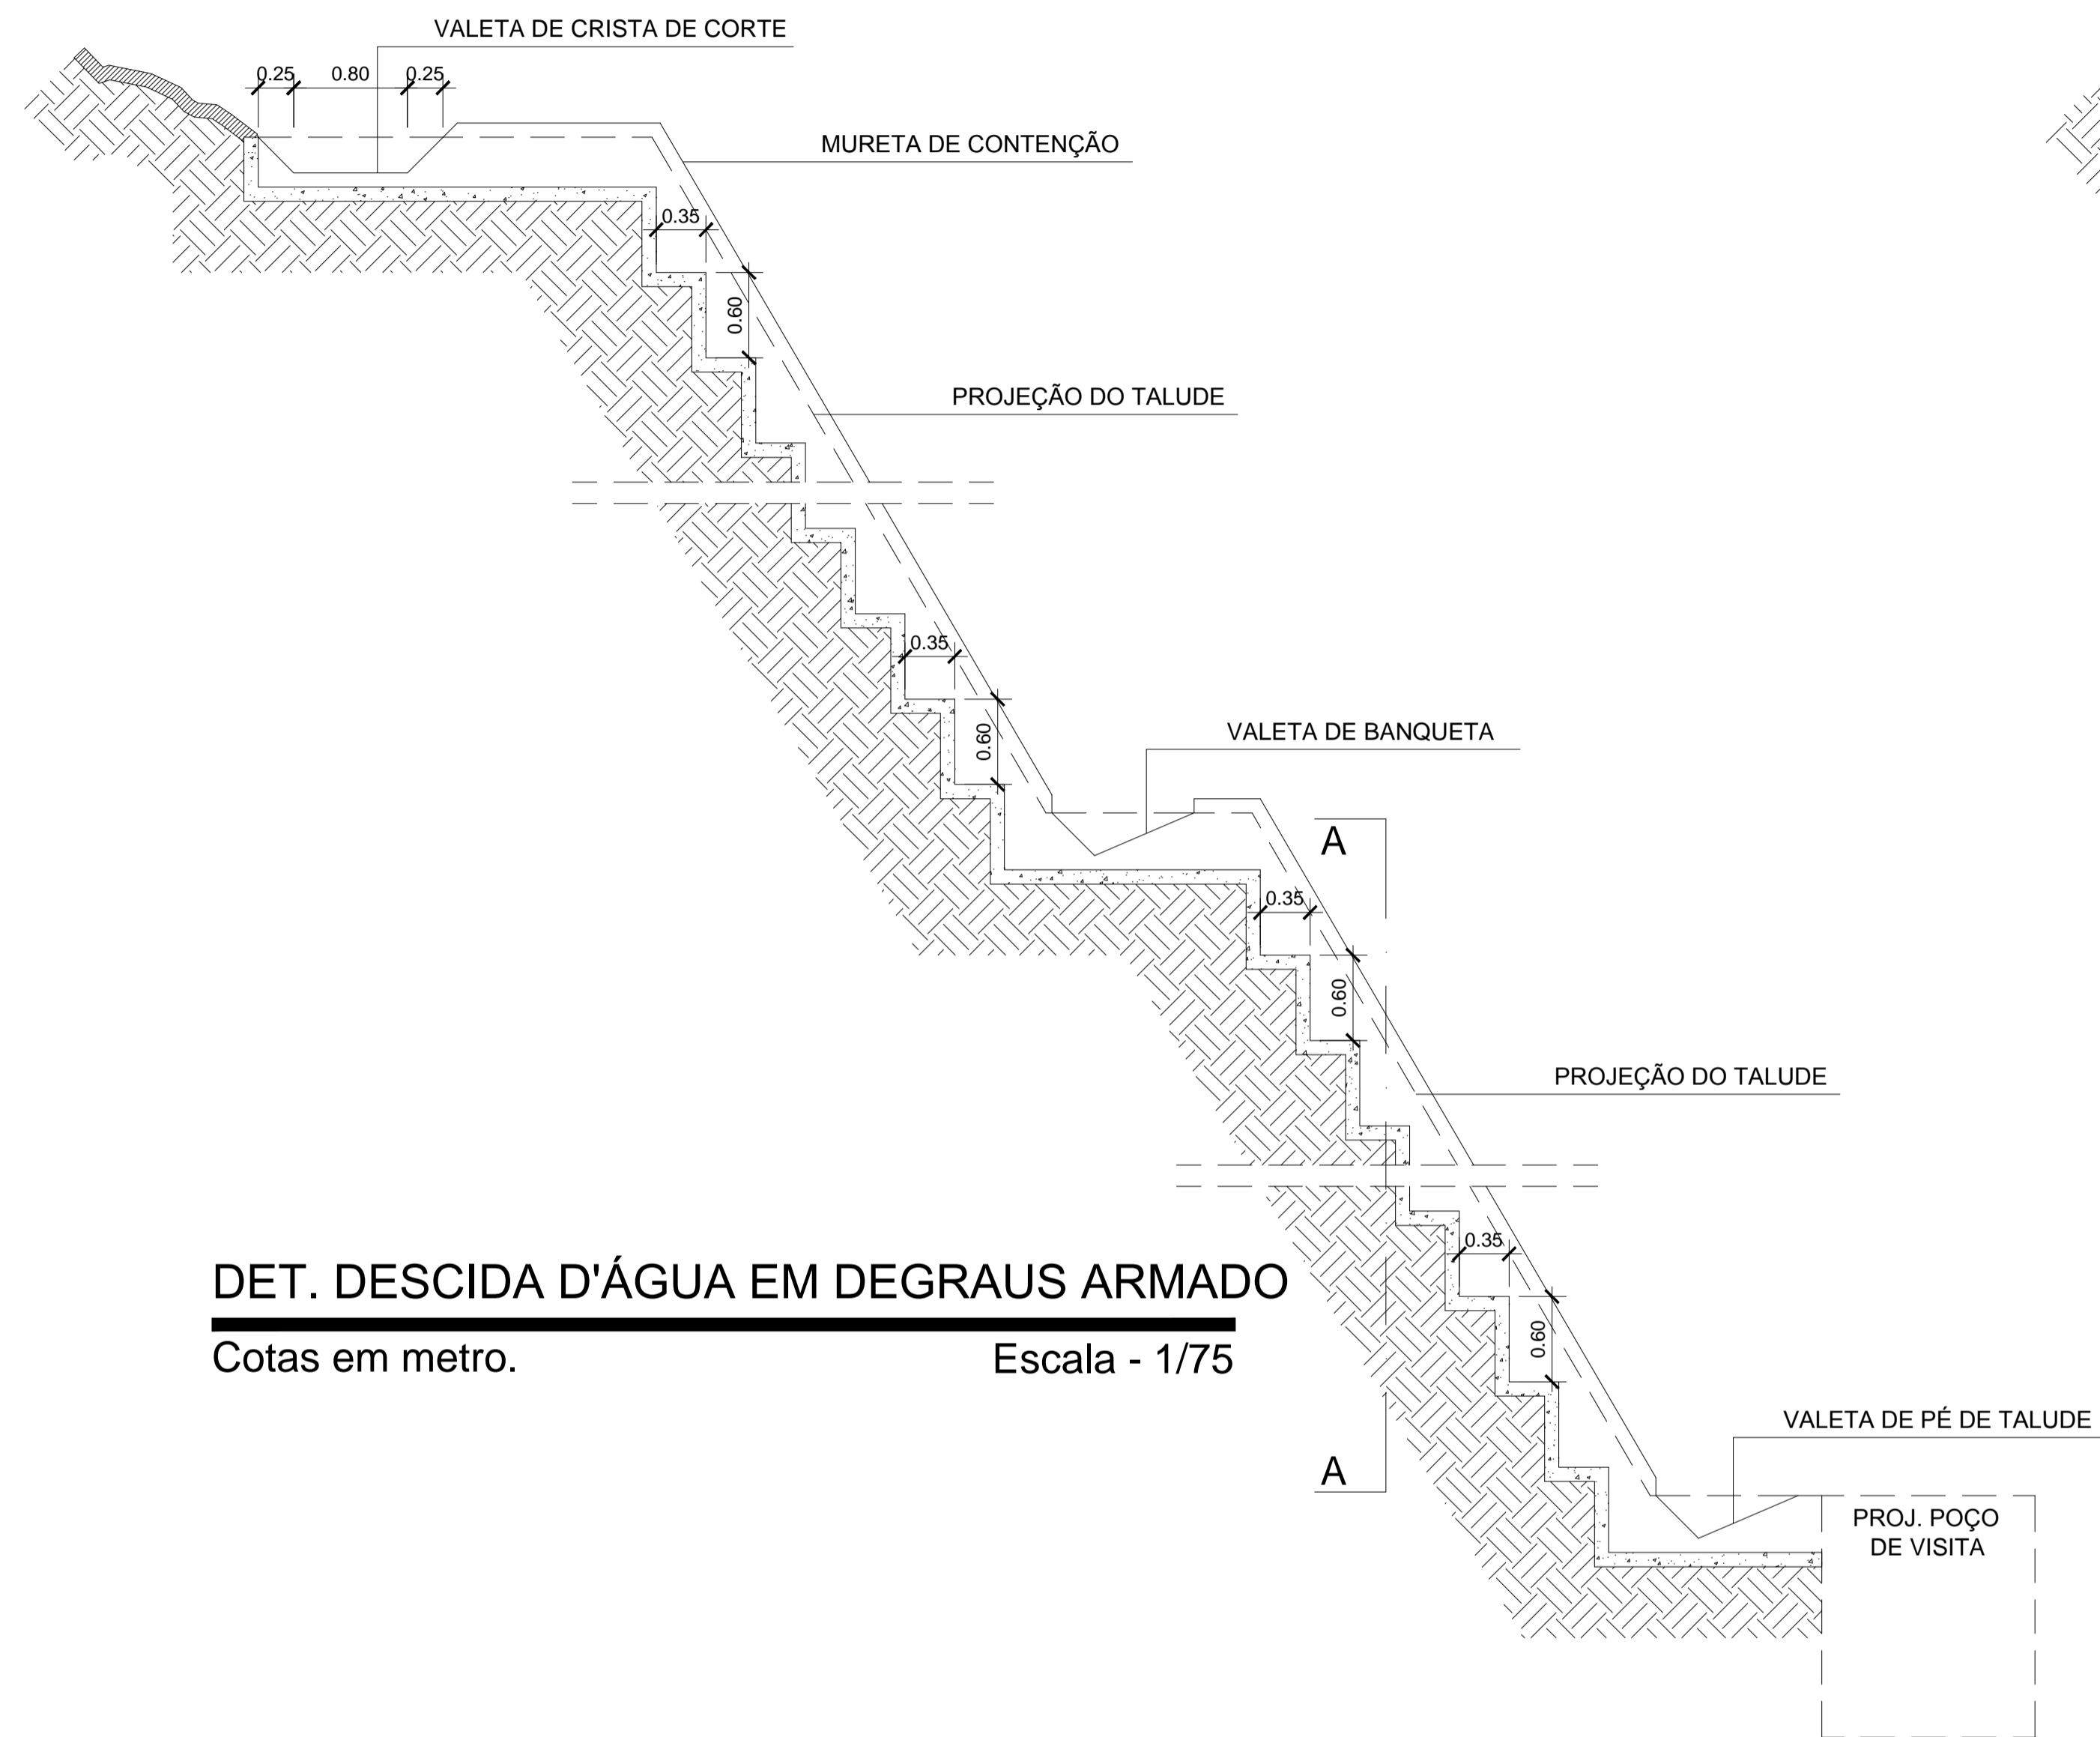 VALETA DE CRISTA DE CORTE
0.25 0.80 0.25
MURETA DE CONTENÇÃO
0.35
0.60
PROJEÇÃO DO TALUDE
0.35
0.60
VALETA DE BANQUETA
A
0.35
0.60
PROJEÇÃO DO TALUDE
0.35
0.60
DET. DESCIDA D'ÁGUA EM DEGRAUS ARMADO
Cotas em metro. Escala - 1/75
A
VALETA DE PÉ DE TALUDE
PROJ. POÇO
DE VISITA